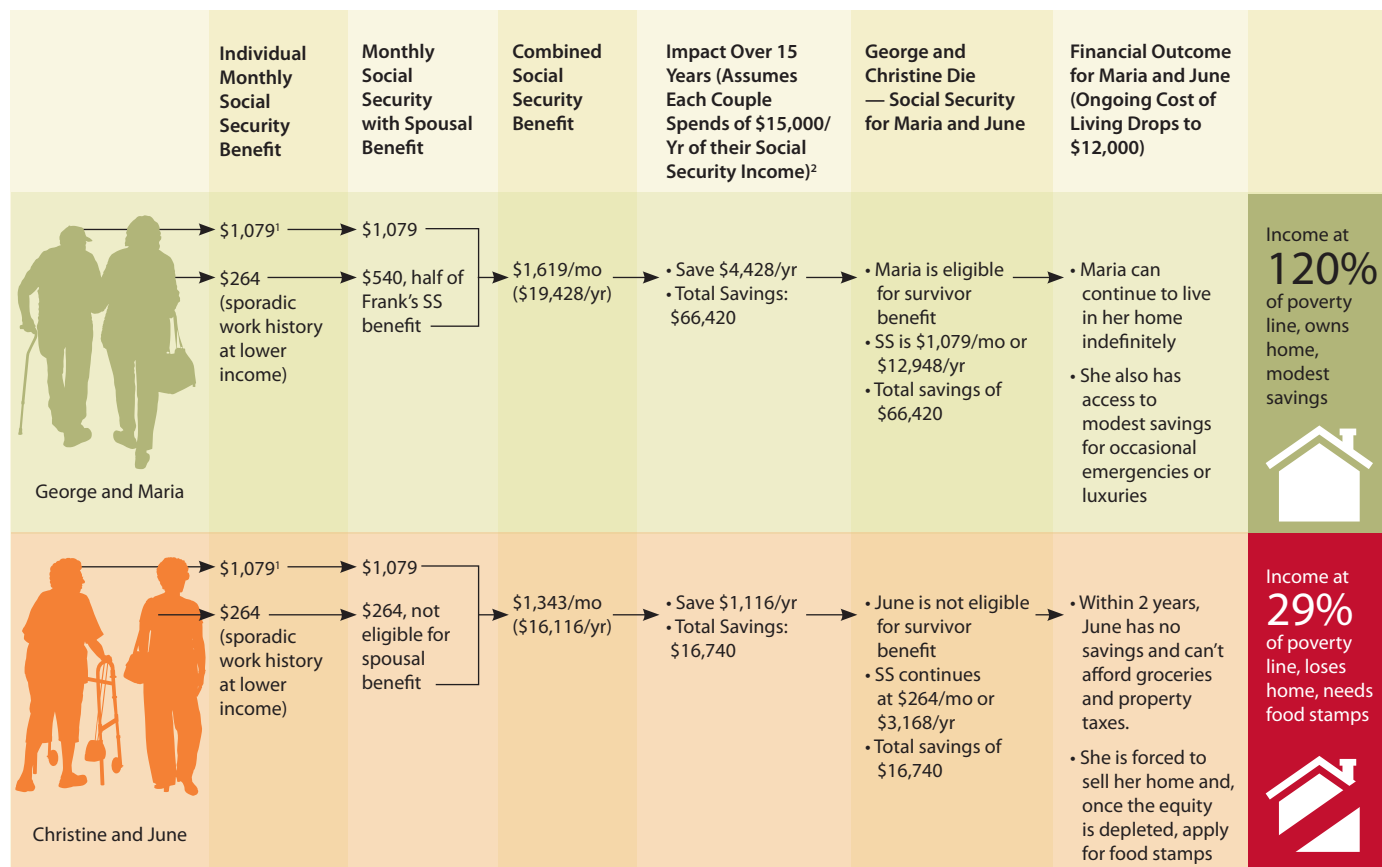 Individual
Monthly
Social
Security
Benefit
Monthly
Social
Security
with Spousal
Benefit
Combined
Social
Security
Benefit
Impact Over 15
Years (Assumes
Each Couple
Spends of $15,000/
Yr of their Social
Security Income)²
George and
Christine Die
— Social Security
for Maria and June
Financial Outcome
for Maria and June
(Ongoing Cost of
Living Drops to
$12,000)
George and Maria
$1,079¹
$264
(sporadic
work history
at lower
income)
$1,079
$540, half of
Frank's SS
benefit
$1,619/mo
($19,428/yr)
• Save $4,428/yr
• Total Savings:
$66,420
• Maria is eligible
for survivor
benefit
• SS is $1,079/mo or
$12,948/yr
• Total savings of
$66,420
• Maria can
continue to live
in her home
indefinitely
• She also has
access to
modest savings
for occasional
emergencies or
luxuries
Income at
120%
of poverty
line, owns
home,
modest
savings
Christine and June
$1,079¹
$264
(sporadic
work history
at lower
income)
$1,079
$264, not
eligible for
spousal
benefit
$1,343/mo
($16,116/yr)
• Save $1,116/yr
• Total Savings:
$16,740
• June is not eligible
for survivor
benefit
• SS continues
at $264/mo or
$3,168/yr
• Total savings of
$16,740
• Within 2 years,
June has no
savings and can't
afford groceries
and property
taxes.
• She is forced to
sell her home and,
once the equity
is depleted, apply
for food stamps
Income at
29%
of poverty
line, loses
home, needs
food stamps